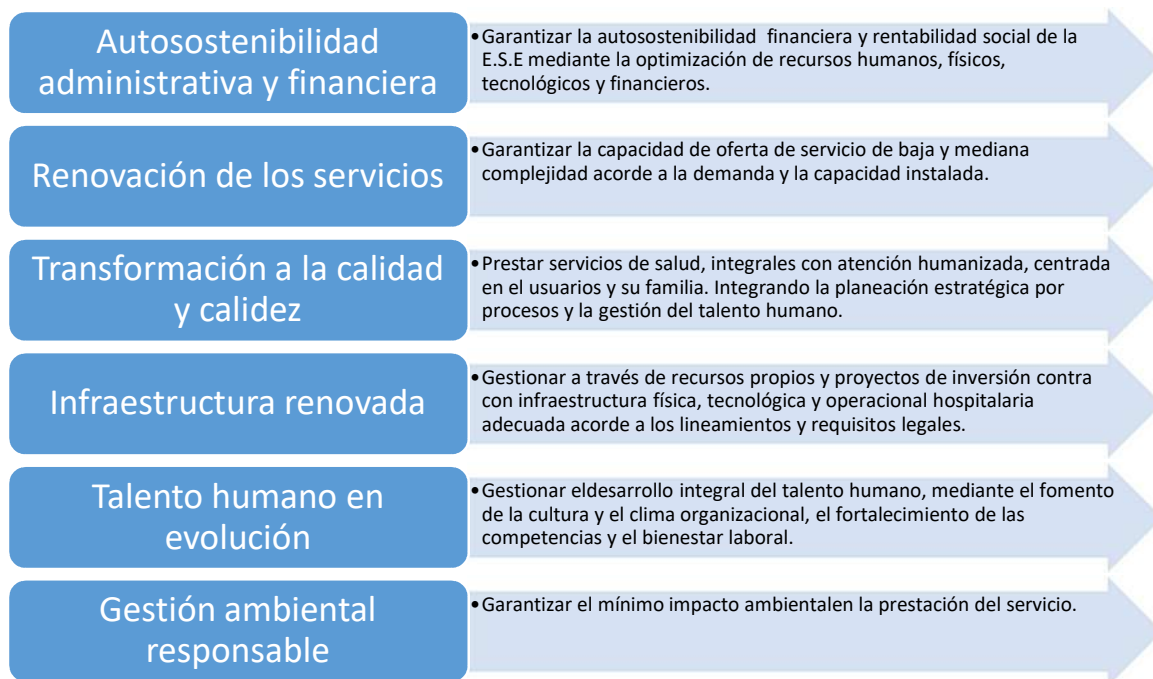 Autosostenibilidad
administrativa y financiera
•Garantizar la autosostenibilidad  financiera y rentabilidad social de la
E.S.E mediante la optimización de recursos humanos, físicos,
tecnológicos y financieros.
Renovación de los servicios
•Garantizar la capacidad de oferta de servicio de baja y mediana
complejidad acorde a la demanda y la capacidad instalada.
Transformación a la calidad
y calidez
•Prestar servicios de salud, integrales con atención humanizada, centrada
en el usuarios y su familia. Integrando la planeación estratégica por
procesos y la gestión del talento humano.
Infraestructura renovada
•Gestionar a través de recursos propios y proyectos de inversión contra
con infraestructura física, tecnológica y operacional hospitalaria
adecuada acorde a los lineamientos y requisitos legales.
Talento humano en
evolución
•Gestionar eldesarrollo integral del talento humano, mediante el fomento
de la cultura y el clima organizacional, el fortalecimiento de las
competencias y el bienestar laboral.
Gestión ambiental
responsable
•Garantizar el mínimo impacto ambientalen la prestación del servicio.